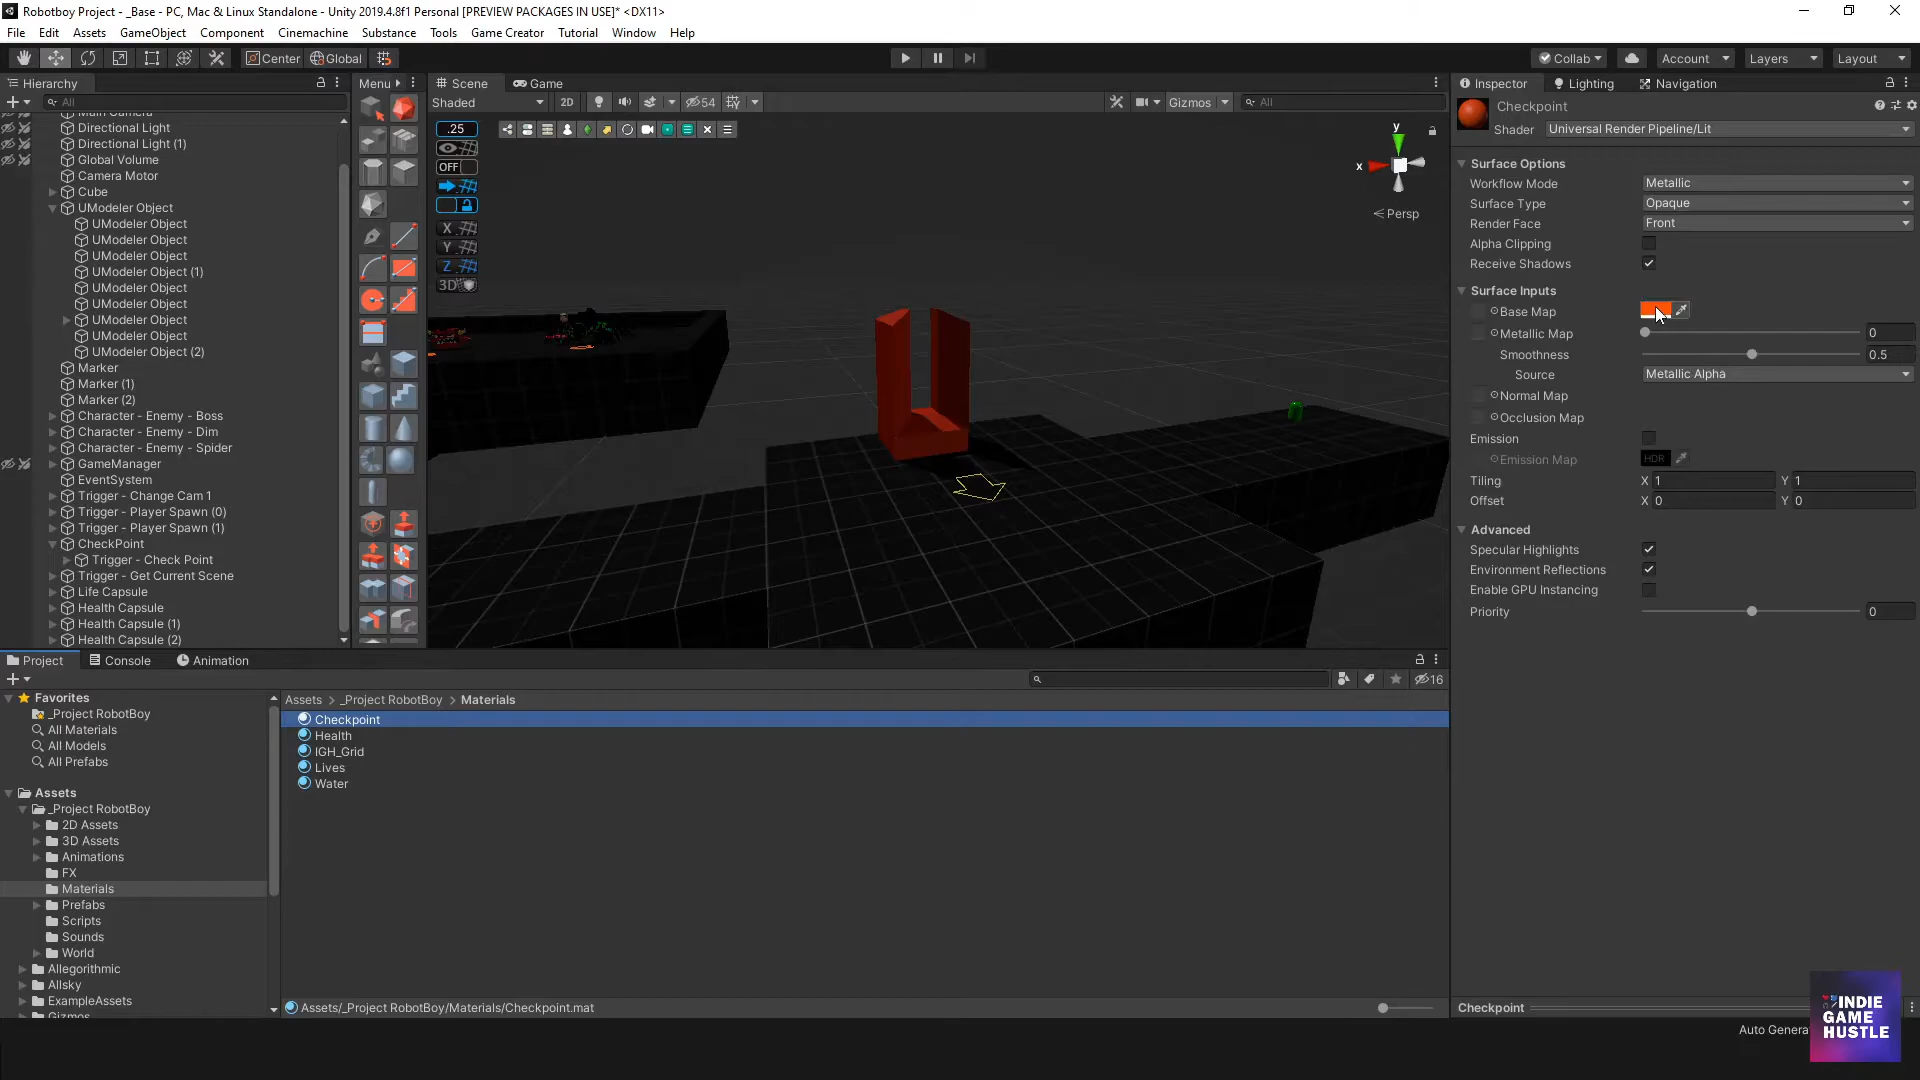 Robotboy Project - _Base - PC, Mac & Linux Standalone - Unity 2019.4.8f1 Personal [PREVIEW PACKAGES IN USE]* <DX11>
File Edit Assets GameObject Component Cinemachine Substance Tools Game Creator Tutorial Window Help
Center Global Collab Account Layers Layout
Hierarchy
All
Main Camera
Directional Light
Directional Light (1)
Global Volume
Camera Motor
Cube
UModeler Object
UModeler Object
UModeler Object
UModeler Object
UModeler Object (1)
UModeler Object
UModeler Object
UModeler Object
UModeler Object
UModeler Object (2)
Marker
Marker (1)
Marker (2)
Character - Enemy - Boss
Character - Enemy - Dim
Character - Enemy - Spider
GameManager
EventSystem
Trigger - Change Cam 1
Trigger - Player Spawn (0)
Trigger - Player Spawn (1)
CheckPoint
Trigger - Check Point
Trigger - Get Current Scene
Life Capsule
Health Capsule
Health Capsule (1)
Health Capsule (2)
Menu
Scene Game
Shaded 2D 54 Gizmos All
.25
OFF
X
Y
Z
3D
y
x
< Persp
Inspector Lighting Navigation
Checkpoint
Shader Universal Render Pipeline/Lit
Surface Options
Workflow Mode Metallic
Surface Type Opaque
Render Face Front
Alpha Clipping
Receive Shadows
Surface Inputs
Base Map
Metallic Map 0
Smoothness 0.5
Source Metallic Alpha
Normal Map
Occlusion Map
Emission
Emission Map HDR
Tiling X 1 Y 1
Offset X 0 Y 0
Advanced
Specular Highlights
Environment Reflections
Enable GPU Instancing
Priority 0
Project Console Animation
16
Favorites
_Project RobotBoy
All Materials
All Models
All Prefabs
Assets
_Project RobotBoy
2D Assets
3D Assets
Animations
FX
Materials
Prefabs
Scripts
Sounds
World
Allegorithmic
Allsky
ExampleAssets
Gizmos
Assets > _Project RobotBoy > Materials
Checkpoint
Health
IGH_Grid
Lives
Water
Assets/_Project RobotBoy/Materials/Checkpoint.mat
Checkpoint
Auto Genera
INDIE
GAME
HUSTLE